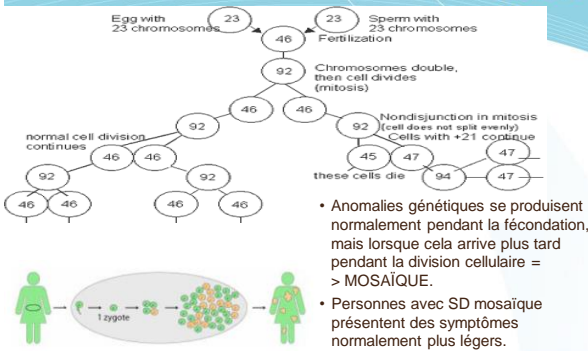 Egg with
23 chromosomes
23
23
Sperm with
23 chromosomes
46
Fertilization
92
Chromosomes double,
then cell divides
(mitosis)
46
46
normal cell division
continues
92
92
Nondisjunction in mitosis
(cell does not split evenly)
Cells with +21 continue
46
46
45
47
47
these cells die
92
92
94
47
46
46
46
46
• Anomalies génétiques se produisent
normalement pendant la fécondation,
mais lorsque cela arrive plus tard
pendant la division cellulaire =
> MOSAÏQUE.
• Personnes avec SD mosaïque
présentent des symptômes
normalement plus légers.
1 zygote